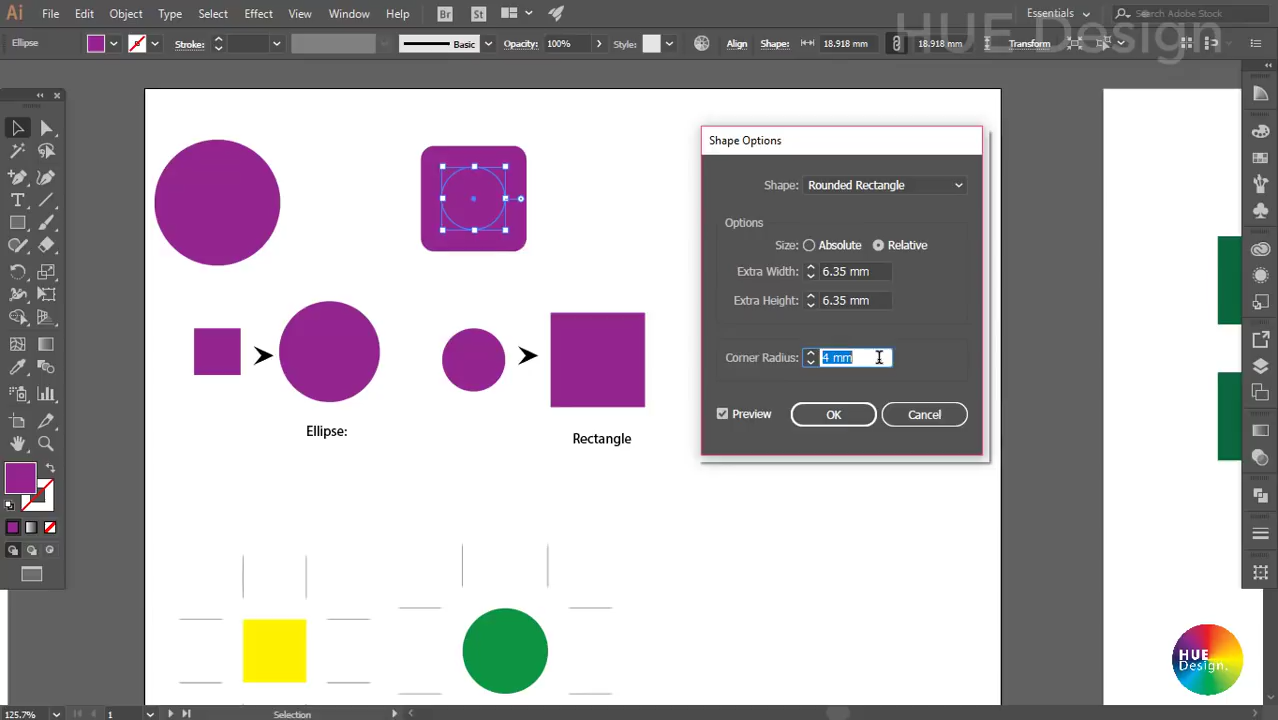 Ai File Edit Object Type Select Effect View Window Help Br St Essentials Search Adobe Stock
HUE Design
Ellipse Stroke: Basic Opacity: 100% Style: Align Shape: 18.918 mm 18.918 mm Transform
Shape Options
Shape: Rounded Rectangle
Options
Size: Absolute Relative
Extra Width: 6.35 mm
Extra Height: 6.35 mm
Corner Radius: 4 mm
Preview OK Cancel
Ellipse:
Rectangle
HUE
Design.
125.7% 1 Selection